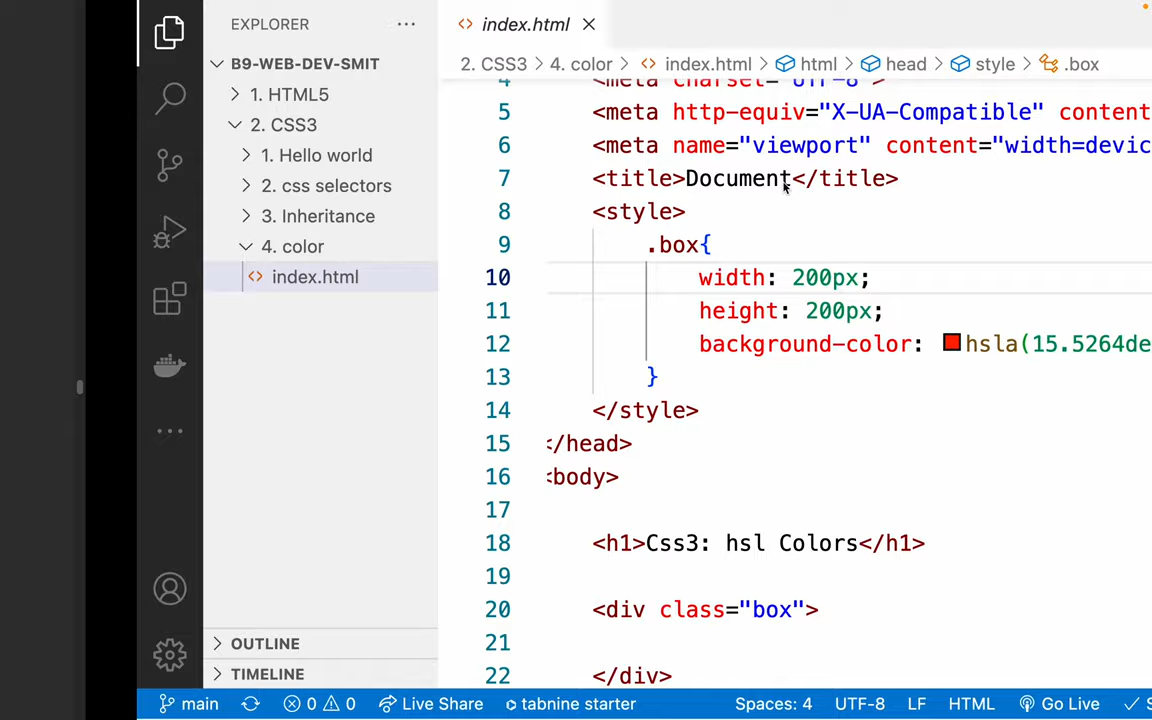 EXPLORER
B9-WEB-DEV-SMIT
1. HTML5
2. CSS3
1. Hello world
2. css selectors
3. Inheritance
4. color
index.html
OUTLINE
TIMELINE
index.html
2. CSS3 > 4. color > index.html > html > head > style > .box
4 <meta charset="UTF-8">
5 <meta http-equiv="X-UA-Compatible" content
6 <meta name="viewport" content="width=devic
7 <title>Document</title>
8 <style>
9 .box{
10 width: 200px;
11 height: 200px;
12 background-color: hsla(15.5264de
13 }
14 </style>
15 </head>
16 <body>
17
18 <h1>Css3: hsl Colors</h1>
19
20 <div class="box">
21
22 </div>
main 0 0 Live Share tabnine starter Spaces: 4 UTF-8 LF HTML Go Live